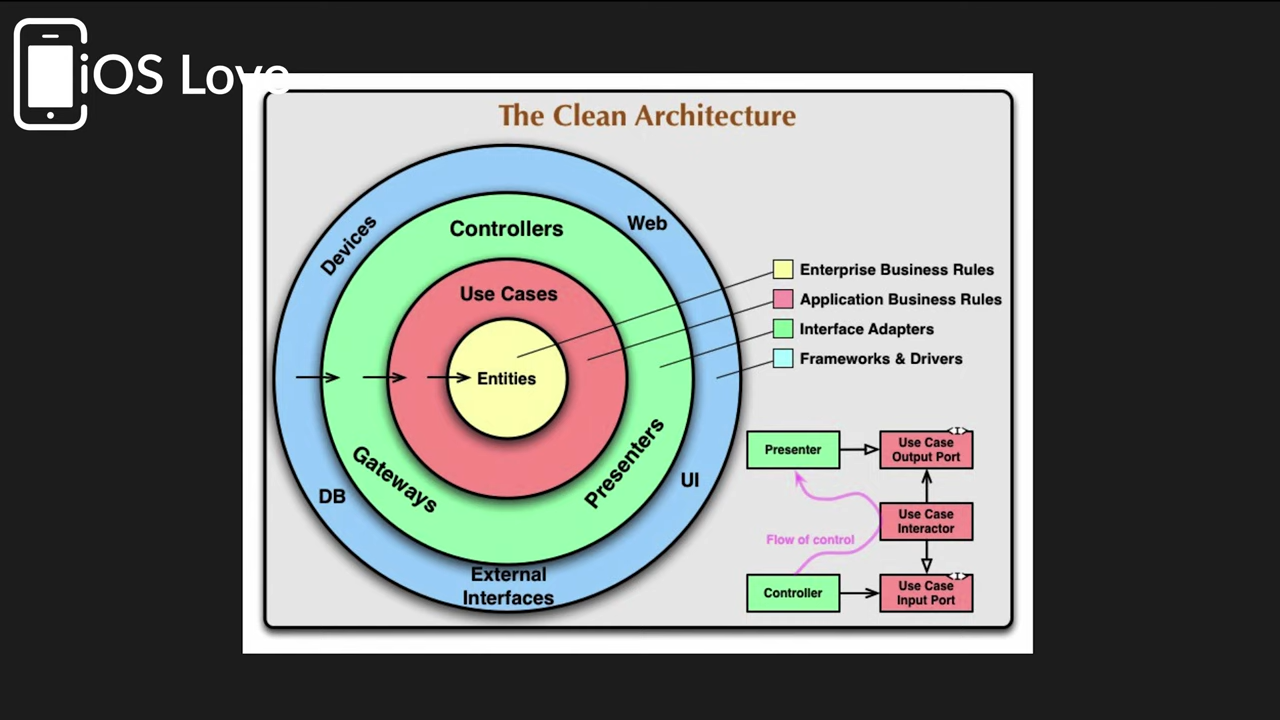 iOS Love
The Clean Architecture
Devices
Controllers
Web
Use Cases
Entities
Gateways
Presenters
DB
UI
External
Interfaces
Enterprise Business Rules
Application Business Rules
Interface Adapters
Frameworks & Drivers
Presenter
Use Case
Output Port
<I>
Use Case
Interactor
Flow of control
Controller
Use Case
Input Port
<I>